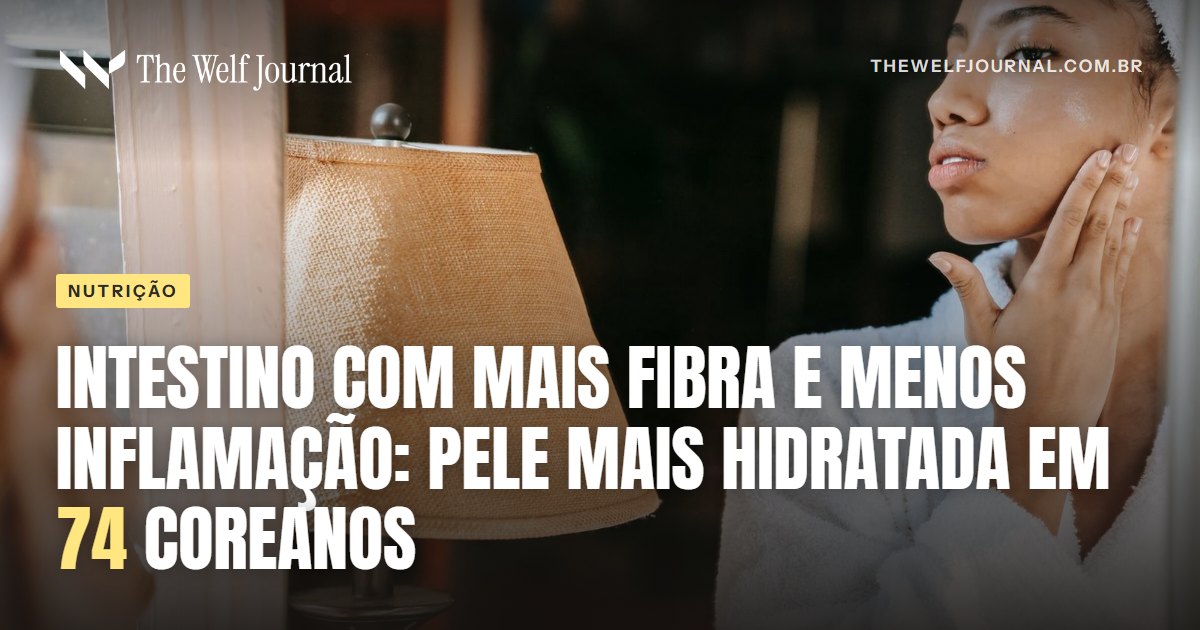 The Welf Journal
THEWELFJOURNAL.COM.BR
NUTRIÇÃO
INTESTINO COM MAIS FIBRA E MENOS
INFLAMAÇÃO: PELE MAIS HIDRATADA EM
74 COREANOS